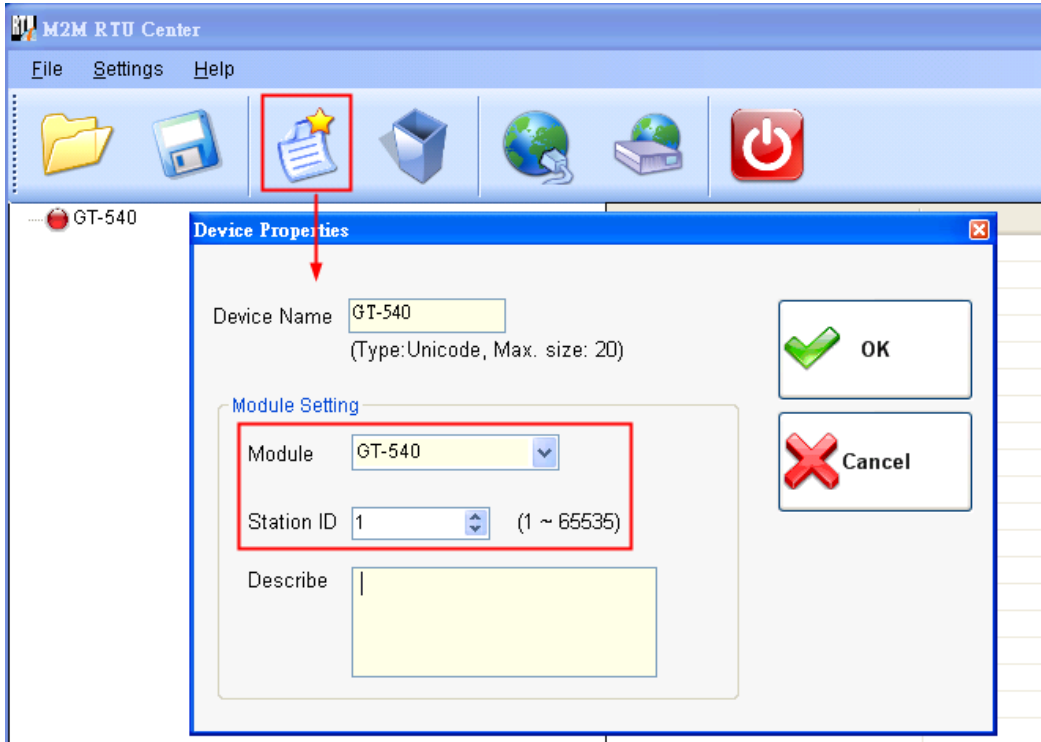 RTU M2M RTU Center
File Settings Help
GT-540
Device Properties
Device Name GT-540
(Type:Unicode, Max. size: 20)
OK
Module Setting
Module GT-540
Cancel
Station ID 1 (1 ~ 65535)
Describe